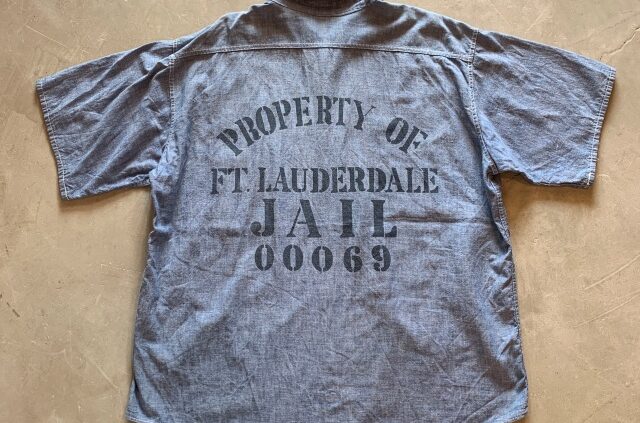 PROPERTY OF
FT. LAUDERDALE
JAIL
00069